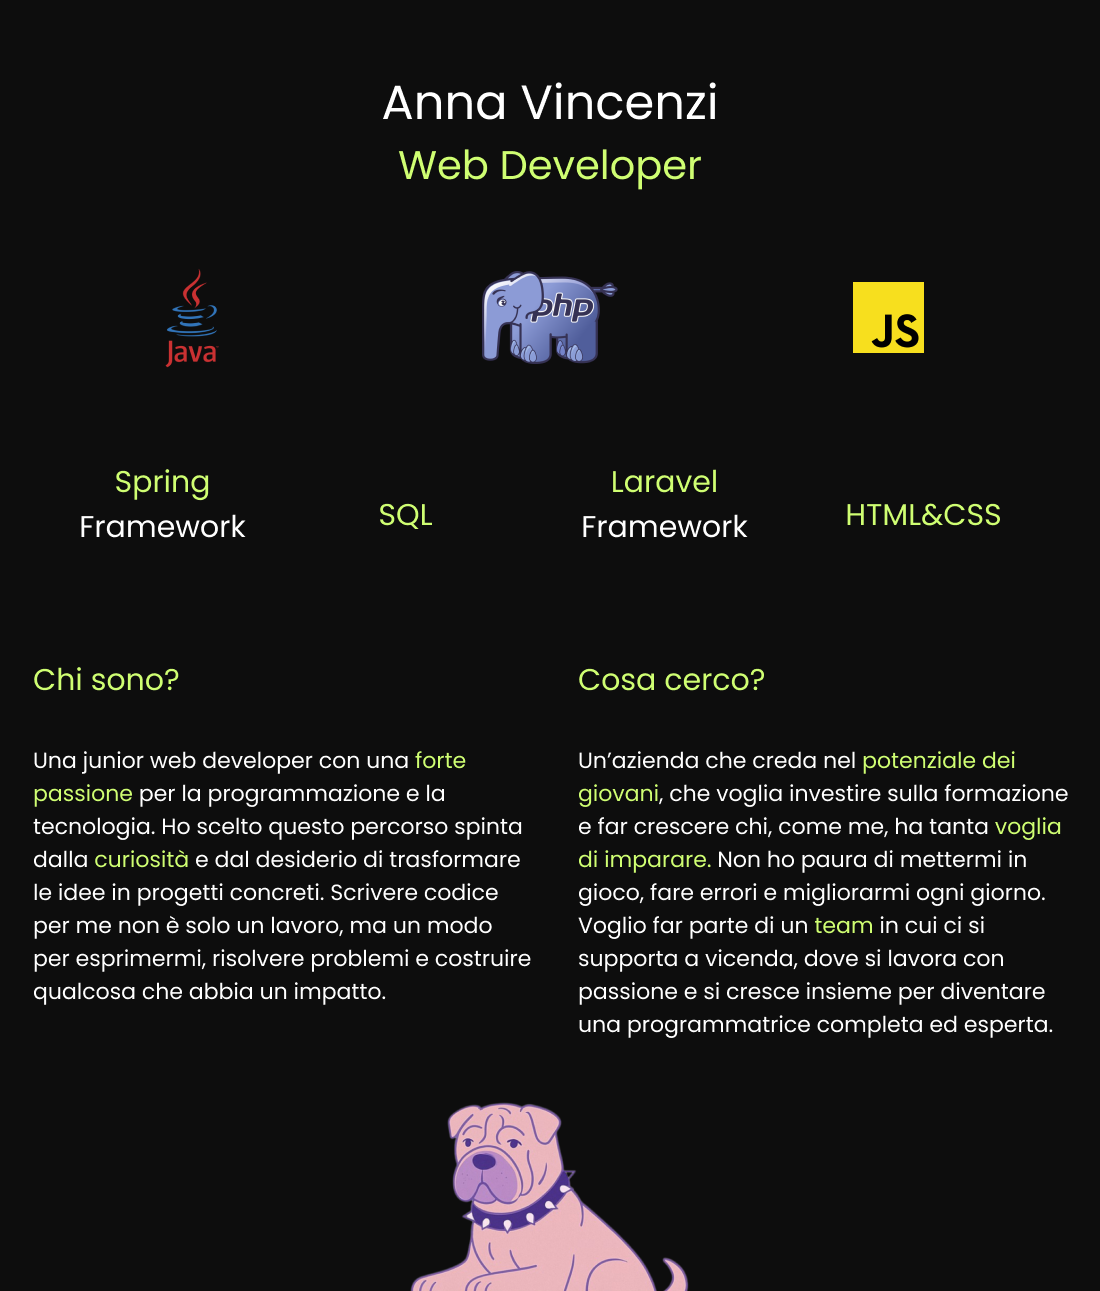 Anna Vincenzi
Web Developer
Java
php
JS
Spring
Framework
SQL
Laravel
Framework
HTML&CSS
Chi sono?
Una junior web developer con una forte
passione per la programmazione e la
tecnologia. Ho scelto questo percorso spinta
dalla curiosità e dal desiderio di trasformare
le idee in progetti concreti. Scrivere codice
per me non è solo un lavoro, ma un modo
per esprimermi, risolvere problemi e costruire
qualcosa che abbia un impatto.
Cosa cerco?
Un’azienda che creda nel potenziale dei
giovani, che voglia investire sulla formazione
e far crescere chi, come me, ha tanta voglia
di imparare. Non ho paura di mettermi in
gioco, fare errori e migliorarmi ogni giorno.
Voglio far parte di un team in cui ci si
supporta a vicenda, dove si lavora con
passione e si cresce insieme per diventare
una programmatrice completa ed esperta.